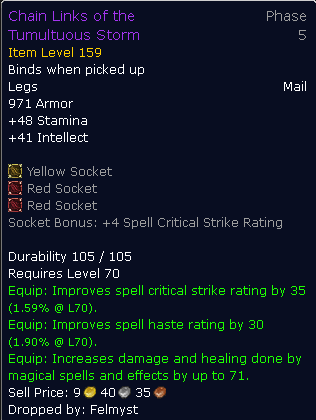 Chain Links of the Phase
Tumultuous Storm 5
Item Level 159
Binds when picked up
Legs Mail
971 Armor
+48 Stamina
+41 Intellect
Yellow Socket
Red Socket
Red Socket
Socket Bonus: +4 Spell Critical Strike Rating
Durability 105 / 105
Requires Level 70
Equip: Improves spell critical strike rating by 35
(1.59% @ L70).
Equip: Improves spell haste rating by 30
(1.90% @ L70).
Equip: Increases damage and healing done by
magical spells and effects by up to 71.
Sell Price: 9 40 35
Dropped by: Felmyst